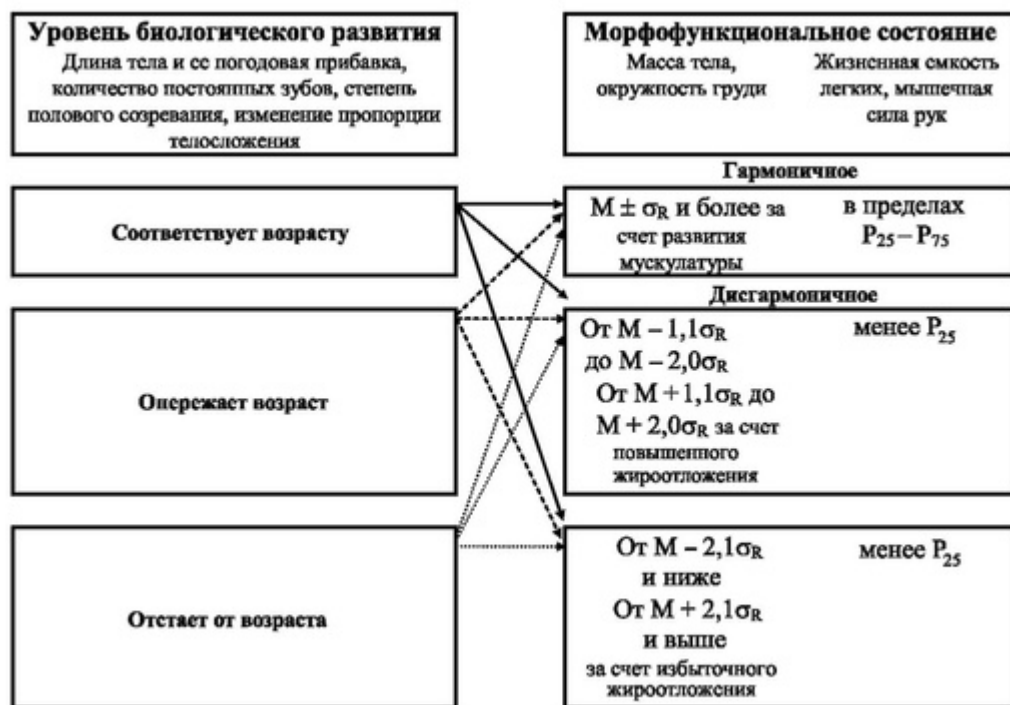 Уровень биологического развития
Длина тела и ее погодовая прибавка,
количество постоянных зубов, степень
полового созревания, изменение пропорции
телосложения
Морфофункциональное состояние
Масса тела,
окружность груди
Жизненная емкость
легких, мышечная
сила рук
Гармоничное
Соответствует возрасту
M ± σR и более за
счет развития
мускулатуры
в пределах
P25 – P75
Дисгармоничное
Опережает возраст
От M – 1,1σR
до M – 2,0σR
От M + 1,1σR до
M + 2,0σR за счет
повышенного
жироотложения
менее P25
Отстает от возраста
От M – 2,1σR
и ниже
От M + 2,1σR
и выше
за счет избыточного
жироотложения
менее P25